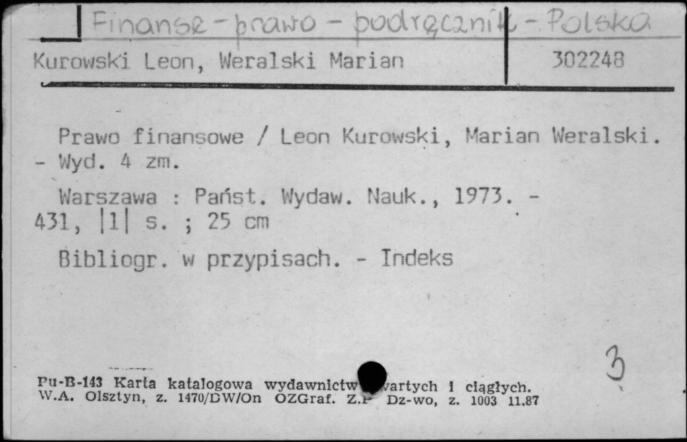 Finanse - prawo - podręcznik - Polska
Kurowski Leon, Weralski Marian 302248
Prawo finansowe / Leon Kurowski, Marian Weralski.
- Wyd. 4 zm.
Warszawa : Państ. Wydaw. Nauk., 1973. -
431, |1| s. ; 25 cm
Bibliogr. w przypisach. - Indeks
3
Pu-B-143 Karta katalogowa wydawnictw i ciągłych.
W.A. Olsztyn, z. 1470/DW/On OZGraf. Z.P Dz-wo, z. 1003 11.87